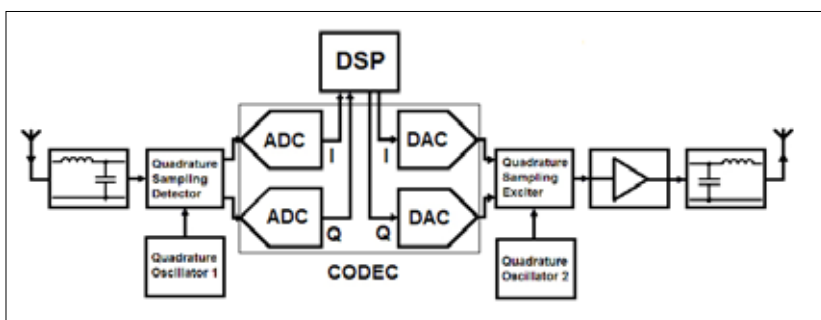 DSP
ADC
I
I
DAC
Quadrature
Sampling
Detector
Quadrature
Sampling
Exciter
ADC
Q
Q
DAC
Quadrature
Oscillator 1
CODEC
Quadrature
Oscillator 2